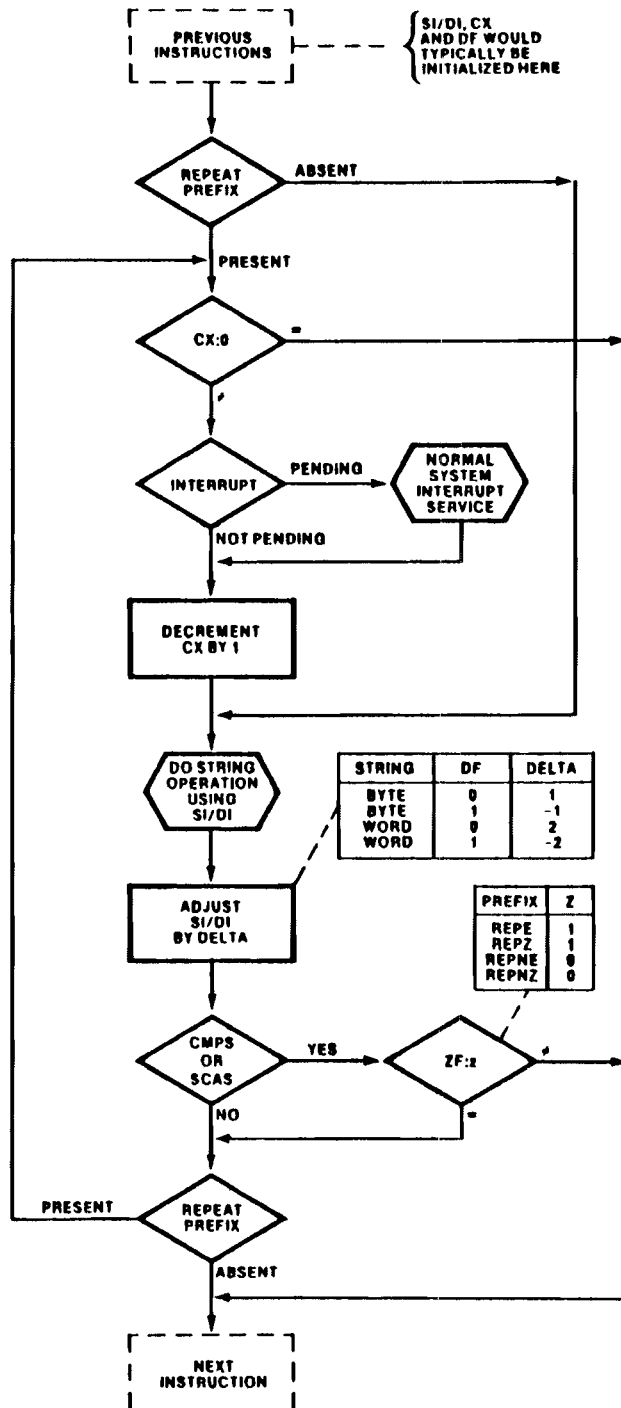 PREVIOUS
INSTRUCTIONS
SI/DI, CX
AND DF WOULD
TYPICALLY BE
INITIALIZED HERE
REPEAT
PREFIX
ABSENT
PRESENT
CX:0
=
≠
INTERRUPT
PENDING
NORMAL
SYSTEM
INTERRUPT
SERVICE
NOT PENDING
DECREMENT
CX BY 1
DO STRING
OPERATION
USING
SI/DI
STRING DF DELTA
BYTE 0 1
BYTE 1 -1
WORD 0 2
WORD 1 -2
ADJUST
SI/DI
BY DELTA
PREFIX Z
REPE 1
REPZ 1
REPNE 0
REPNZ 0
CMPS
OR
SCAS
YES
ZF:z
≠
=
NO
PRESENT
REPEAT
PREFIX
ABSENT
NEXT
INSTRUCTION